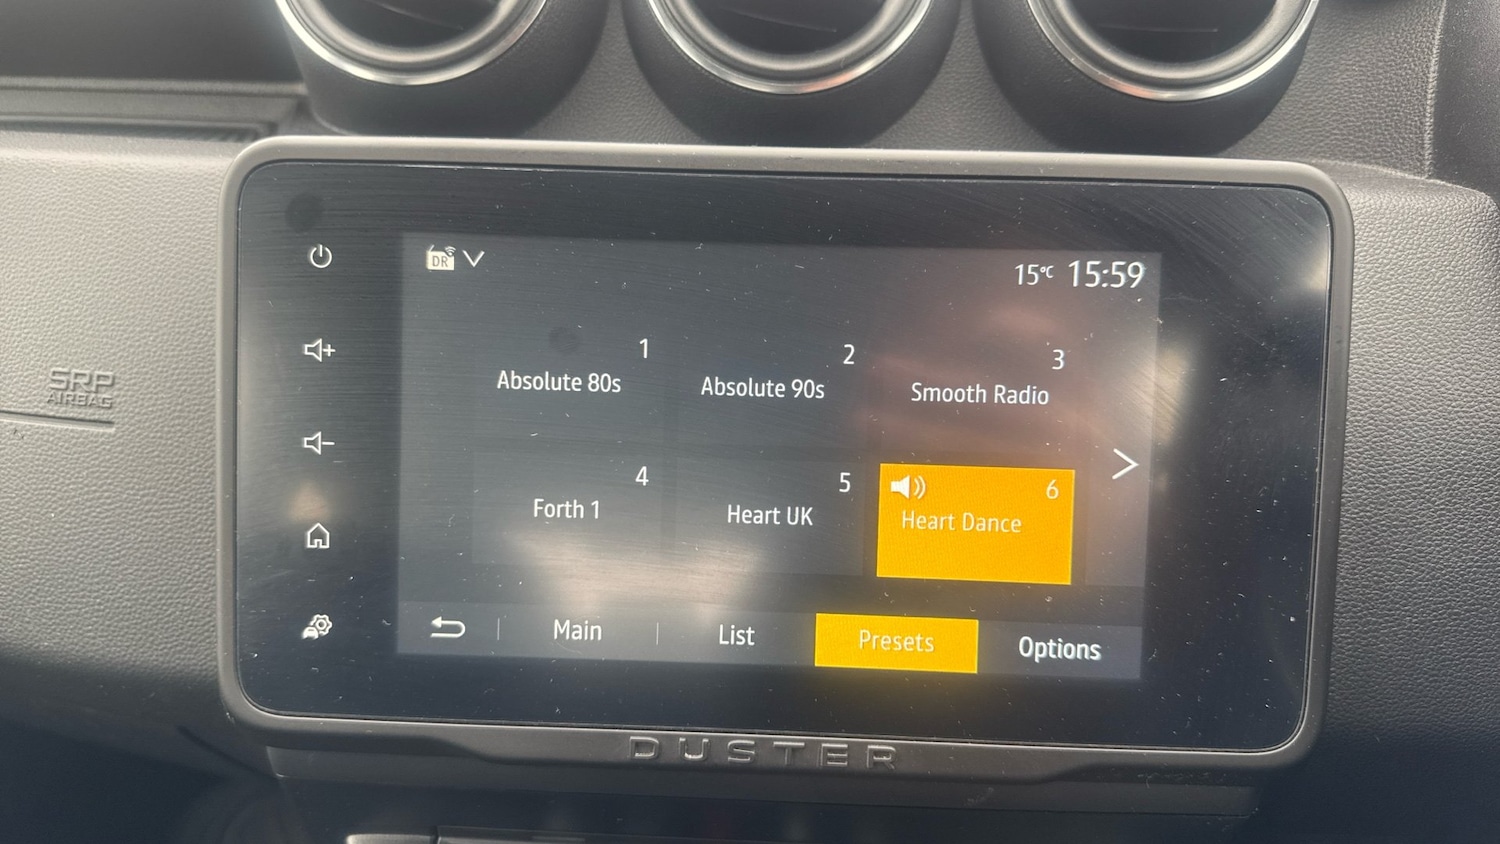 SRP
AIRBAG
DR
15°C 15:59
1
Absolute 80s
2
Absolute 90s
3
Smooth Radio
4
Forth 1
5
Heart UK
6
Heart Dance
Main
List
Presets
Options
DUSTER